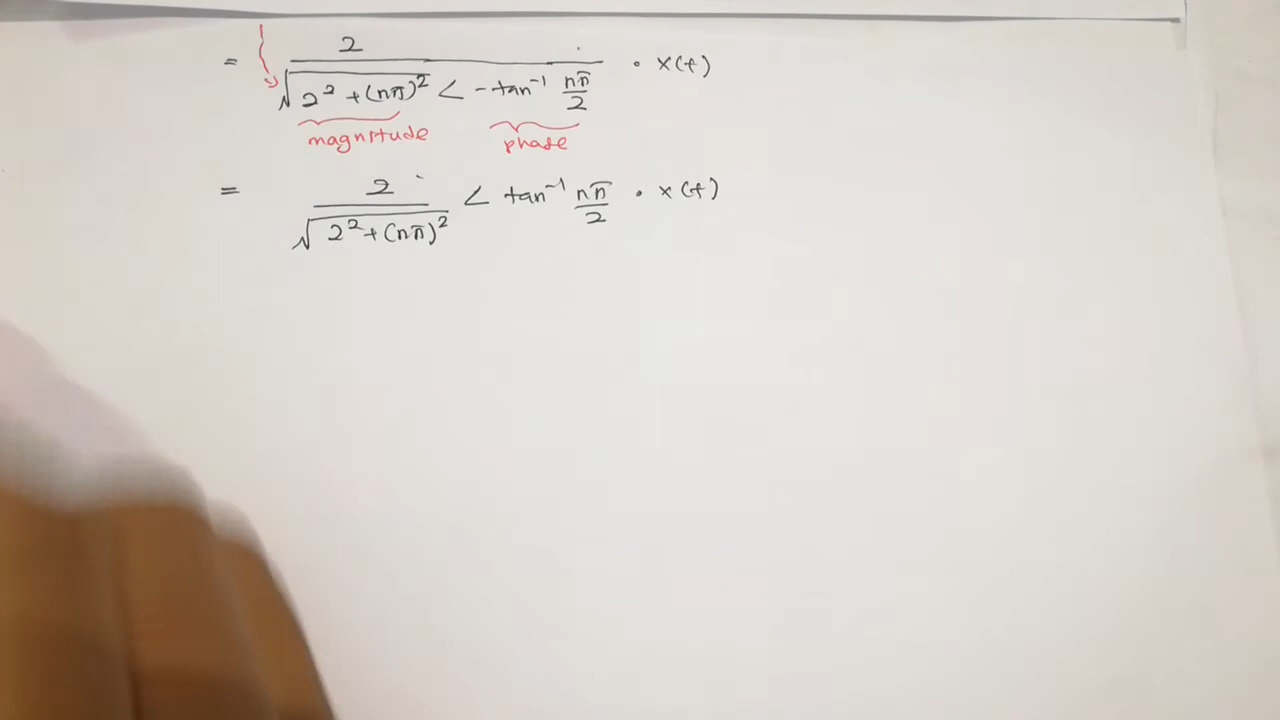 = 2 / √(2² + (nπ)²) < -tan⁻¹ nπ/2 · x(t)
magnitude phase
= 2 / √(2² + (nπ)²) < tan⁻¹ nπ/2 · x(t)